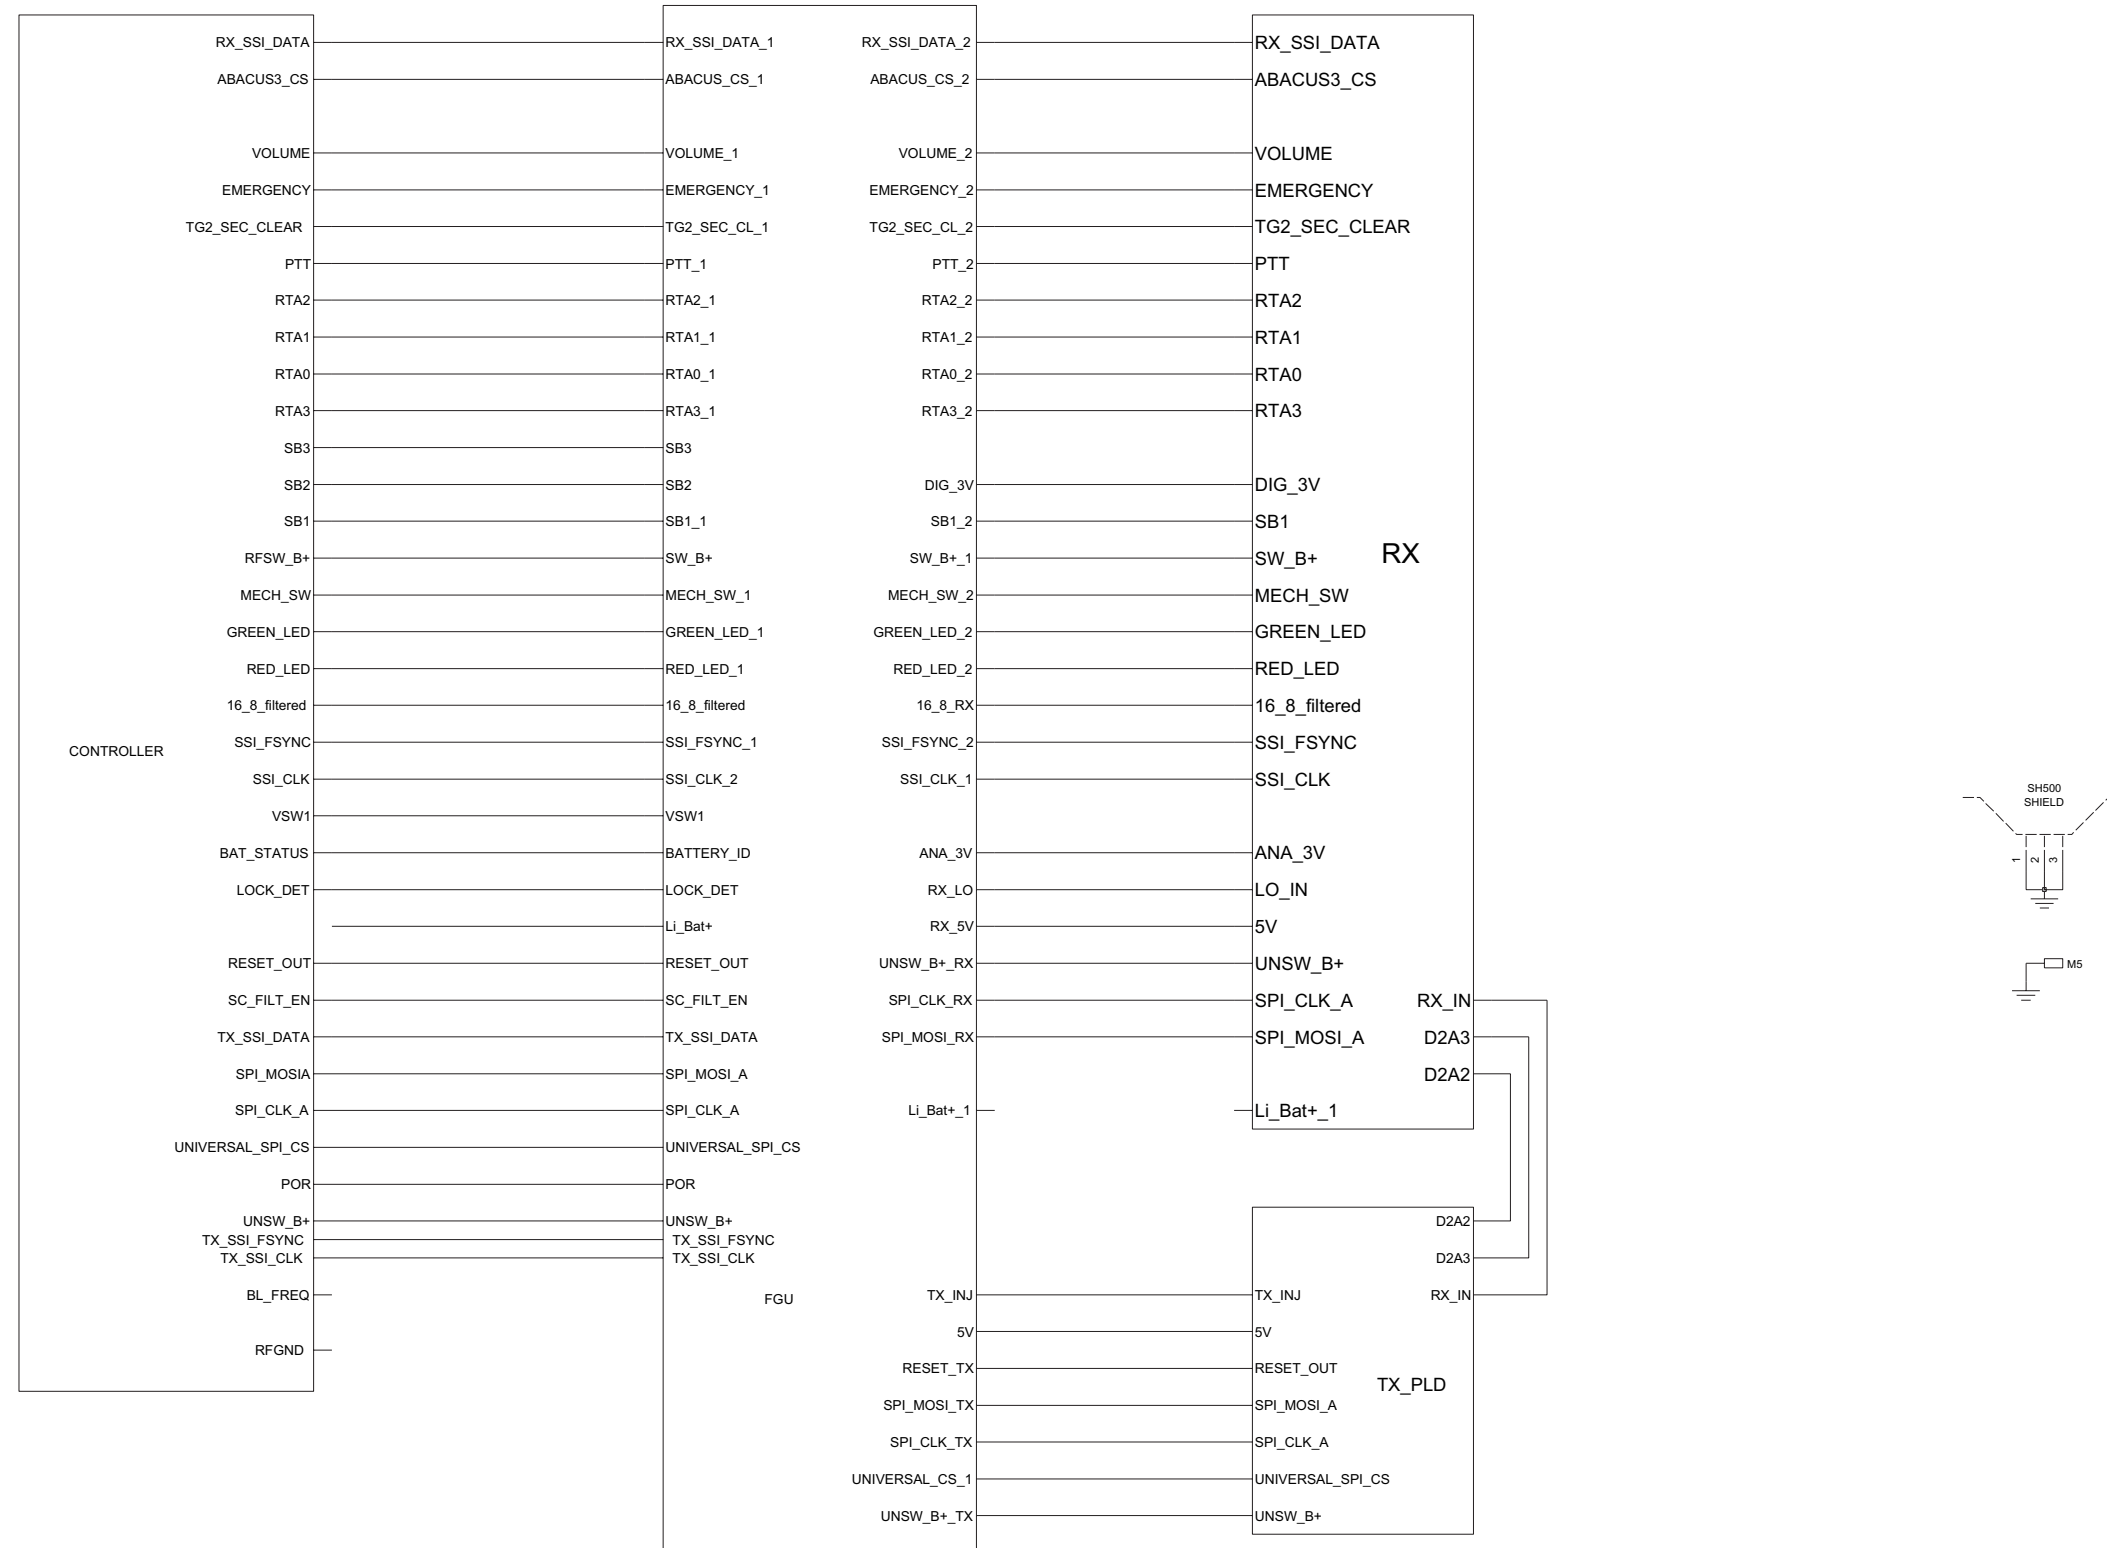 RX_SSI_DATA RX_SSI_DATA_1 RX_SSI_DATA_2 RX_SSI_DATA
ABACUS3_CS ABACUS_CS_1 ABACUS_CS_2 ABACUS3_CS
VOLUME VOLUME_1 VOLUME_2 VOLUME
EMERGENCY EMERGENCY_1 EMERGENCY_2 EMERGENCY
TG2_SEC_CLEAR TG2_SEC_CL_1 TG2_SEC_CL_2 TG2_SEC_CLEAR
PTT PTT_1 PTT_2 PTT
RTA2 RTA2_1 RTA2_2 RTA2
RTA1 RTA1_1 RTA1_2 RTA1
RTA0 RTA0_1 RTA0_2 RTA0
RTA3 RTA3_1 RTA3_2 RTA3
SB3 SB3
SB2 SB2 DIG_3V DIG_3V
SB1 SB1_1 SB1_2 SB1
RX
RFSW_B+ SW_B+ SW_B+_1 SW_B+
MECH_SW MECH_SW_1 MECH_SW_2 MECH_SW
GREEN_LED GREEN_LED_1 GREEN_LED_2 GREEN_LED
RED_LED RED_LED_1 RED_LED_2 RED_LED
16_8_filtered 16_8_filtered 16_8_RX 16_8_filtered
SSI_FSYNC SSI_FSYNC_1 SSI_FSYNC_2 SSI_FSYNC
CONTROLLER
SSI_CLK SSI_CLK_2 SSI_CLK_1 SSI_CLK
SH500
SHIELD
VSW1 VSW1
BAT_STATUS BATTERY_ID ANA_3V ANA_3V
1 2 3
LOCK_DET LOCK_DET RX_LO LO_IN
Li_Bat+ RX_5V 5V
RESET_OUT RESET_OUT UNSW_B+_RX UNSW_B+ M5
SC_FILT_EN SC_FILT_EN SPI_CLK_RX SPI_CLK_A RX_IN
TX_SSI_DATA TX_SSI_DATA SPI_MOSI_RX SPI_MOSI_A D2A3
SPI_MOSIA SPI_MOSI_A D2A2
SPI_CLK_A SPI_CLK_A Li_Bat+_1 Li_Bat+_1
UNIVERSAL_SPI_CS UNIVERSAL_SPI_CS
POR POR
UNSW_B+ UNSW_B+ D2A2
TX_SSI_FSYNC TX_SSI_FSYNC
TX_SSI_CLK TX_SSI_CLK D2A3
BL_FREQ FGU TX_INJ TX_INJ RX_IN
5V 5V
RFGND
RESET_TX RESET_OUT
TX_PLD
SPI_MOSI_TX SPI_MOSI_A
SPI_CLK_TX SPI_CLK_A
UNIVERSAL_CS_1 UNIVERSAL_SPI_CS
UNSW_B+_TX UNSW_B+